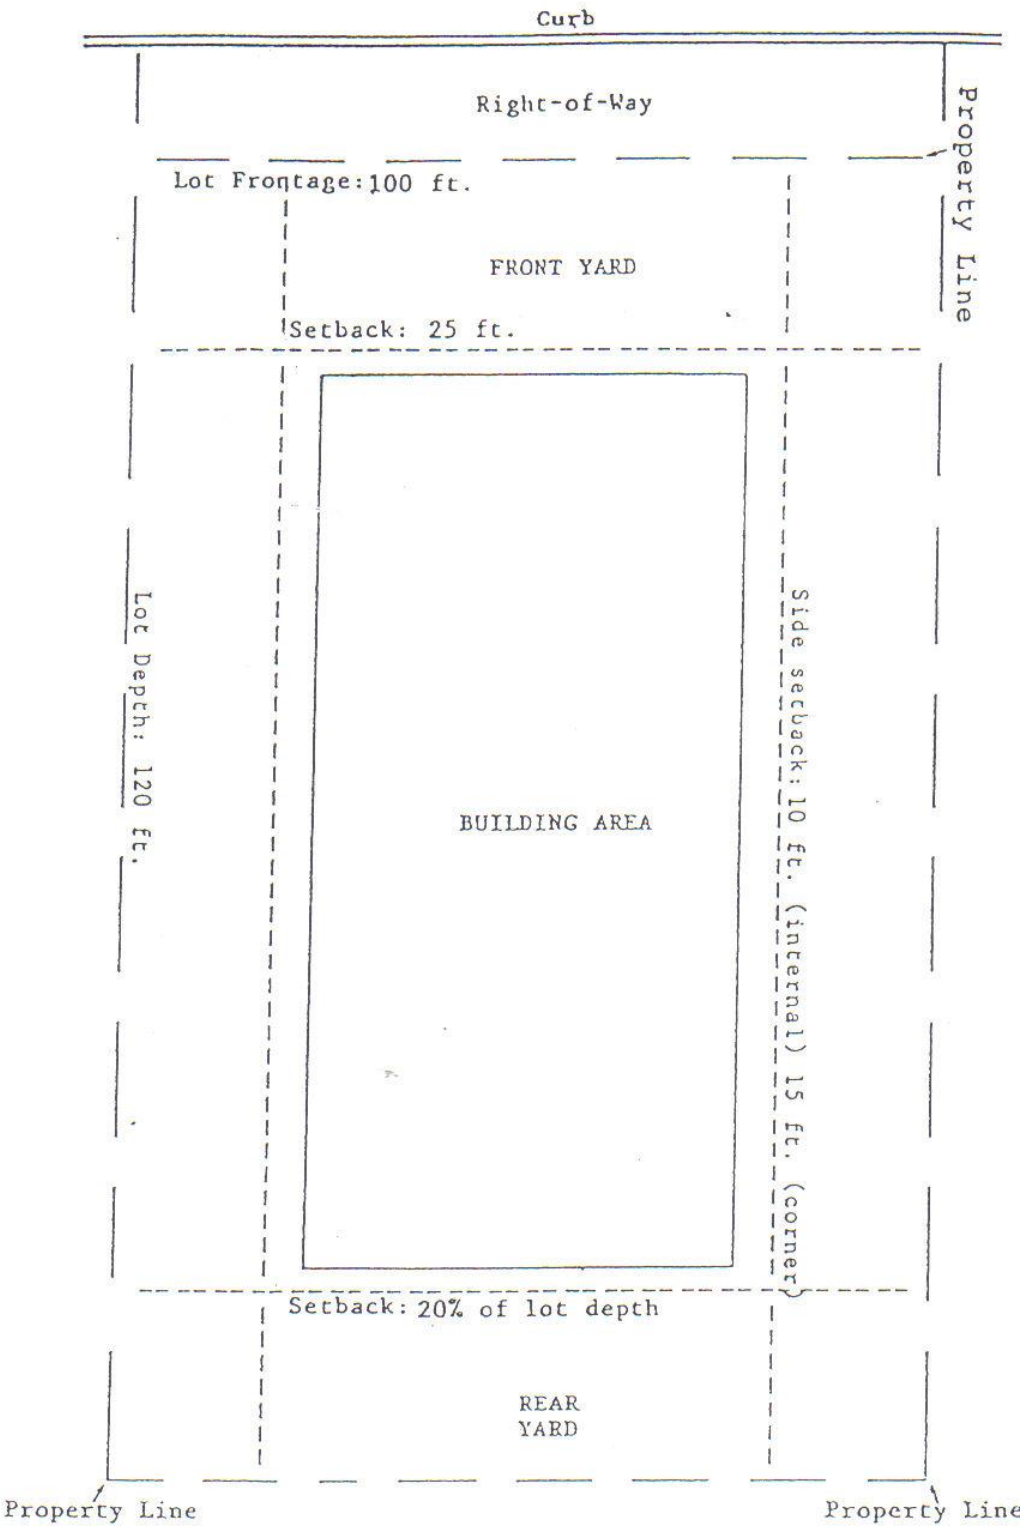 Curb
Right-of-Way
Property Line
Lot Frontage: 100 ft.
FRONT YARD
Setback: 25 ft.
Lot Depth: 120 ft.
Side setback: 10 ft. (internal) 15 ft. (corner)
BUILDING AREA
Setback: 20% of lot depth
REAR
YARD
Property Line
Property Line